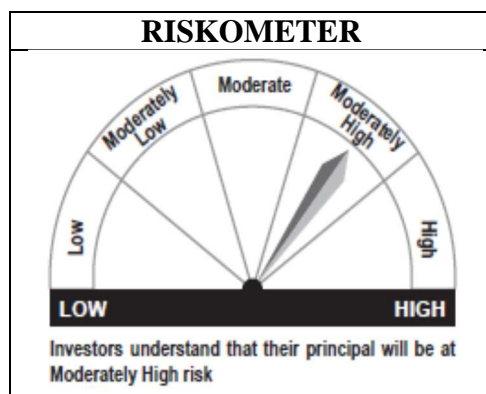 RISKOMETER
Moderate
Moderately
Low
Moderately
High
Low
High
LOW HIGH
Investors understand that their principal will be at
Moderately High risk